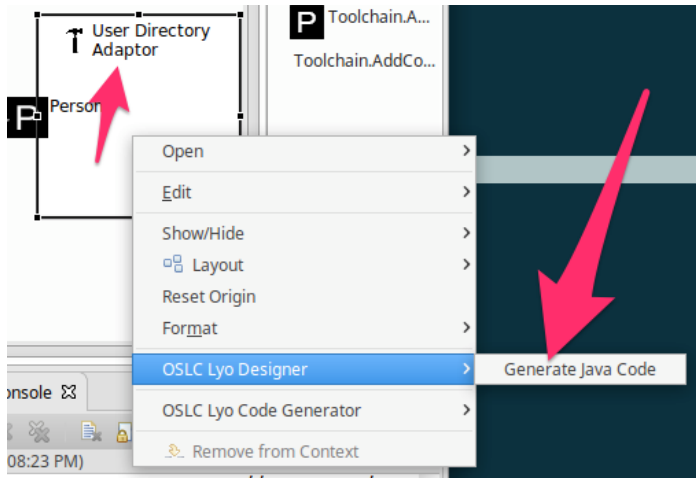 User Directory
Adaptor
P
Toolchain.A...
Toolchain.AddCo...
P
Person
Open
Edit
Show/Hide
Layout
Reset Origin
Format
OSLC Lyo Designer
Generate Java Code
OSLC Lyo Code Generator
Remove from Context
onsole
08:23 PM)